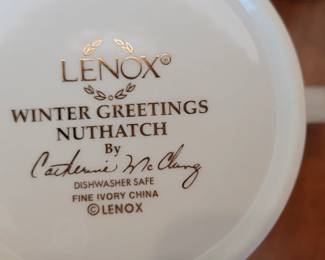 LENOX®
WINTER GREETINGS
NUTHATCH
By
Catherine McClung
DISHWASHER SAFE
FINE IVORY CHINA
©LENOX